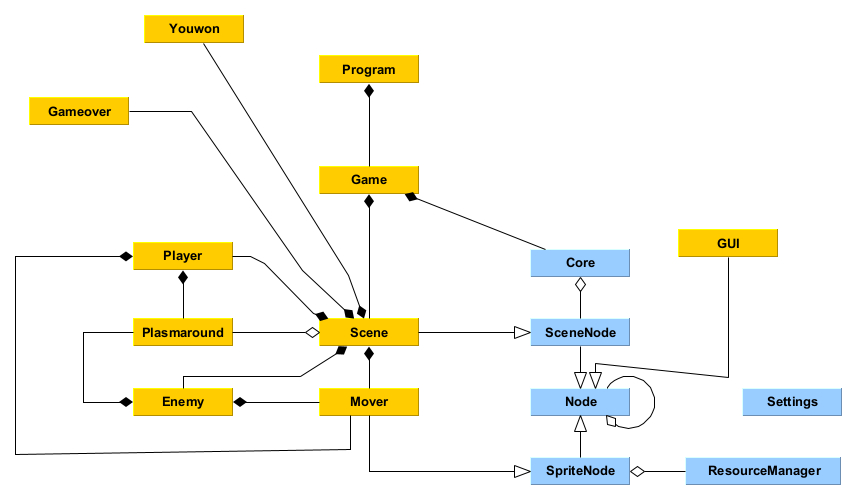 Youwon
Program
Gameover
Game
GUI
Player
Core
Plasmaround
Scene
SceneNode
Enemy
Mover
Node
Settings
SpriteNode
ResourceManager